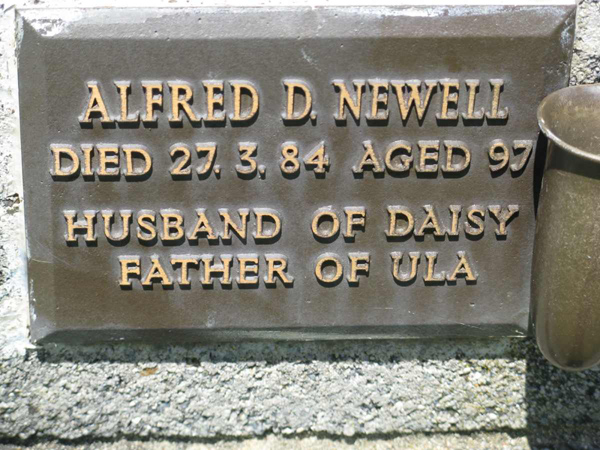 ALFRED D. NEWELL
DIED 27. 3. 84 AGED 97
HUSBAND OF DAISY
FATHER OF ULA